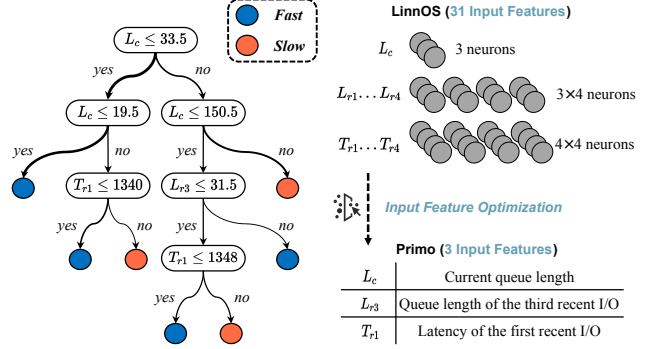 Fast
Slow
L_c ≤ 33.5
yes
no
L_c ≤ 19.5
L_c ≤ 150.5
yes
no
yes
no
T_r1 ≤ 1340
L_r3 ≤ 31.5
yes
no
yes
no
T_r1 ≤ 1348
yes
no
LinnOS (31 Input Features)
L_c 3 neurons
L_r1...L_r4 3×4 neurons
T_r1...T_r4 4×4 neurons
Input Feature Optimization
Primo (3 Input Features)
L_c Current queue length
L_r3 Queue length of the third recent I/O
T_r1 Latency of the first recent I/O